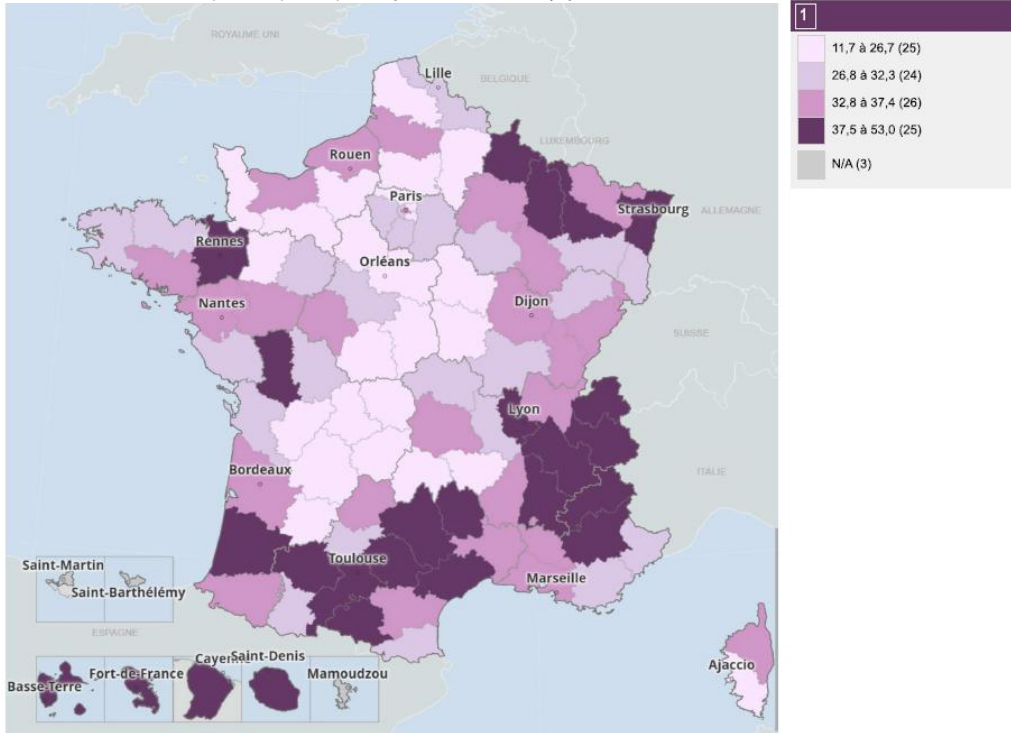 1
11,7 à 26,7 (25)
26,8 à 32,3 (24)
32,8 à 37,4 (26)
37,5 à 53,0 (25)
N/A (3)
ROYAUME UNI
Lille
BELGIQUE
LUXEMBOURG
Rouen
Paris
Strasbourg
ALLEMAGNE
Rennes
Orléans
Nantes
Dijon
SUISSE
Lyon
Bordeaux
ITALIE
Toulouse
Marseille
Saint-Martin
Saint-Barthélémy
ESPAGNE
Ajaccio
Basse-Terre
Fort-de-France
Cayenne
Saint-Denis
Mamoudzou